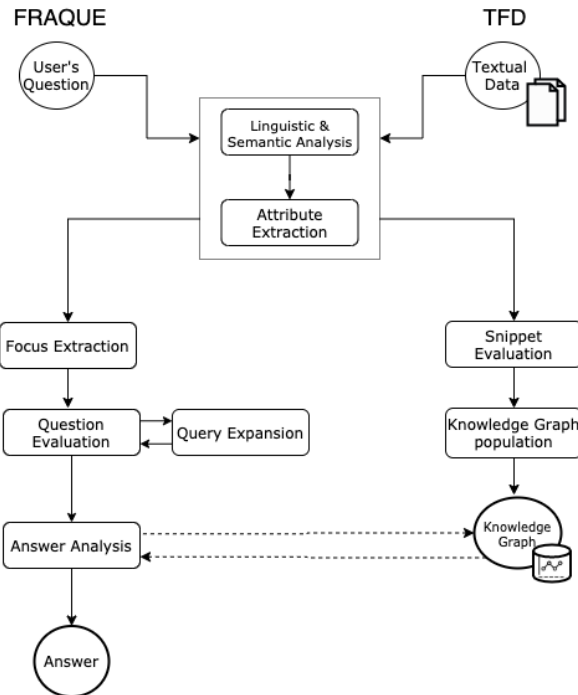 FRAQUE
TFD
User's
Question
Textual
Data
Linguistic &
Semantic Analysis
Attribute
Extraction
Focus Extraction
Snippet
Evaluation
Question
Evaluation
Query Expansion
Knowledge Graph
population
Answer Analysis
Knowledge
Graph
Answer